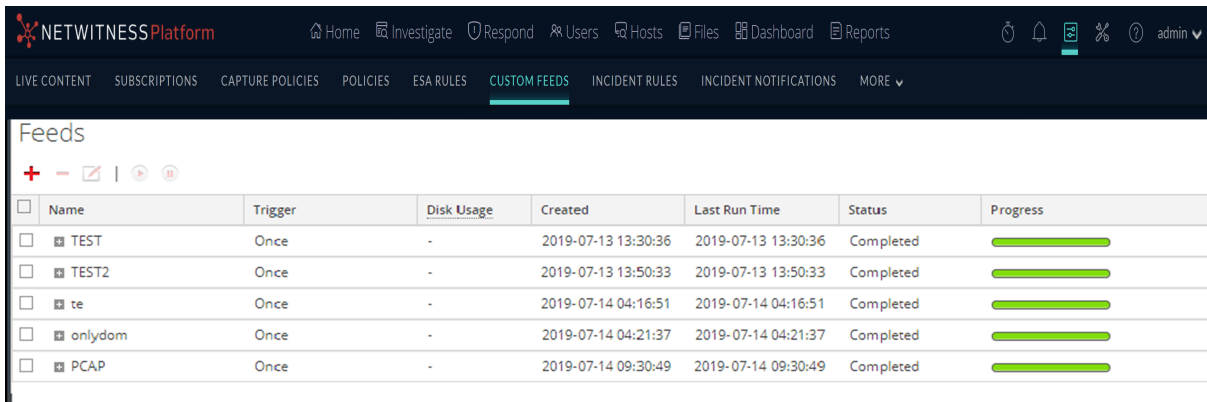 NETWITNESS Platform Home Investigate Respond Users Hosts Files Dashboard Reports admin
LIVE CONTENT SUBSCRIPTIONS CAPTURE POLICIES POLICIES ESA RULES CUSTOM FEEDS INCIDENT RULES INCIDENT NOTIFICATIONS MORE
Feeds
Name Trigger Disk Usage Created Last Run Time Status Progress
TEST Once - 2019-07-13 13:30:36 2019-07-13 13:30:36 Completed
TEST2 Once - 2019-07-13 13:50:33 2019-07-13 13:50:33 Completed
te Once - 2019-07-14 04:16:51 2019-07-14 04:16:51 Completed
onlydom Once - 2019-07-14 04:21:37 2019-07-14 04:21:37 Completed
PCAP Once - 2019-07-14 09:30:49 2019-07-14 09:30:49 Completed